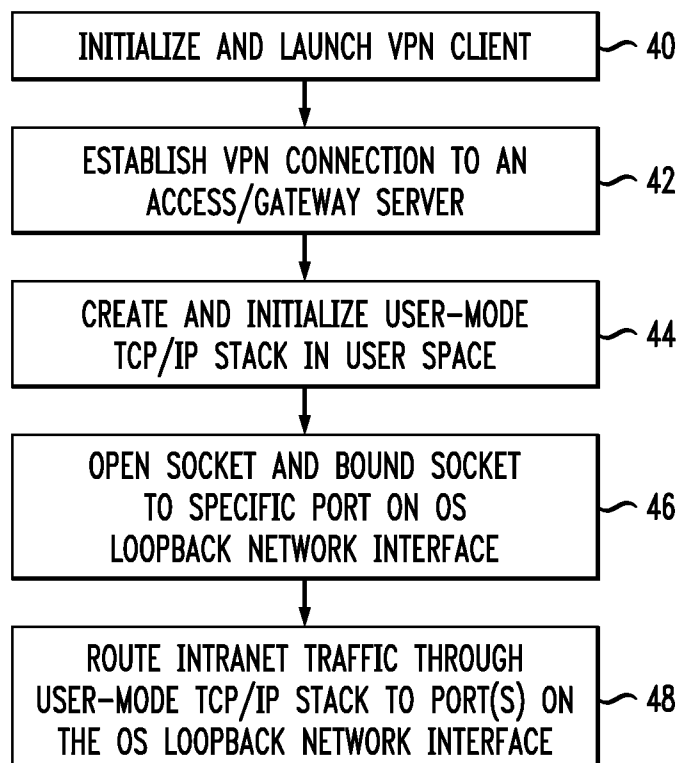 INITIALIZE AND LAUNCH VPN CLIENT
40
ESTABLISH VPN CONNECTION TO AN
ACCESS/GATEWAY SERVER
42
CREATE AND INITIALIZE USER-MODE
TCP/IP STACK IN USER SPACE
44
OPEN SOCKET AND BOUND SOCKET
TO SPECIFIC PORT ON OS
LOOPBACK NETWORK INTERFACE
46
ROUTE INTRANET TRAFFIC THROUGH
USER-MODE TCP/IP STACK TO PORT(S) ON
THE OS LOOPBACK NETWORK INTERFACE
48